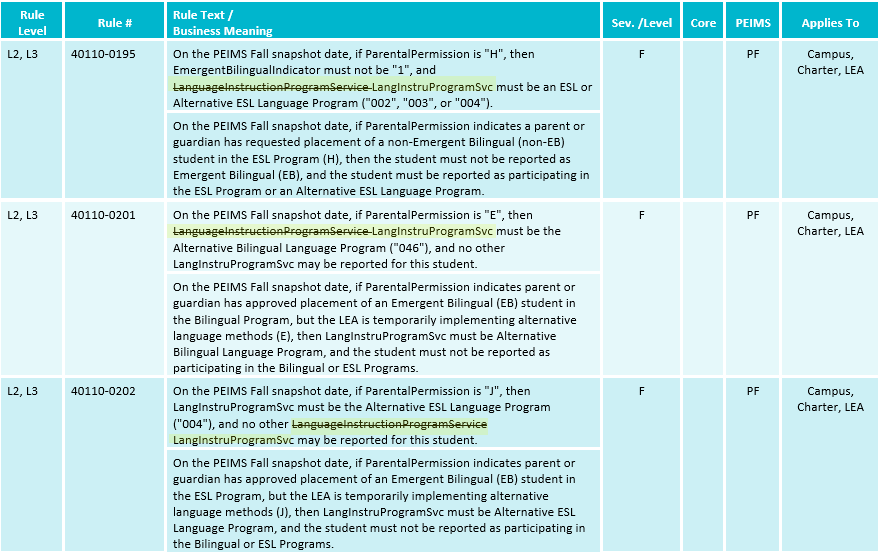 Rule Level
Rule #
Rule Text /
Business Meaning
Sev. /Level
Core
PEIMS
Applies To
L2, L3
40110-0195
On the PEIMS Fall snapshot date, if ParentalPermission is "H", then
EmergentBilingualIndicator must not be "1", and
LanguageInstructionProgramService LangInstruProgramSvc must be an ESL or
Alternative ESL Language Program ("002", "003", or "004").
F
PF
Campus,
Charter, LEA
On the PEIMS Fall snapshot date, if ParentalPermission indicates a parent or
guardian has requested placement of a non-Emergent Bilingual (non-EB)
student in the ESL Program (H), then the student must not be reported as
Emergent Bilingual (EB), and the student must be reported as participating in
the ESL Program or an Alternative ESL Language Program.
L2, L3
40110-0201
On the PEIMS Fall snapshot date, if ParentalPermission is "E", then
LanguageInstructionProgramService LangInstruProgramSvc must be the
Alternative Bilingual Language Program ("046"), and no other
LangInstruProgramSvc may be reported for this student.
F
PF
Campus,
Charter, LEA
On the PEIMS Fall snapshot date, if ParentalPermission indicates parent or
guardian has approved placement of an Emergent Bilingual (EB) student in
the Bilingual Program, but the LEA is temporarily implementing alternative
language methods (E), then LangInstruProgramSvc must be Alternative
Bilingual Language Program, and the student must not be reported as
participating in the Bilingual or ESL Programs.
L2, L3
40110-0202
On the PEIMS Fall snapshot date, if ParentalPermission is "J", then
LangInstruProgramSvc must be the Alternative ESL Language Program
("004"), and no other LanguageInstructionProgramService
LangInstruProgramSvc may be reported for this student.
F
PF
Campus,
Charter, LEA
On the PEIMS Fall snapshot date, if ParentalPermission indicates parent or
guardian has approved placement of an Emergent Bilingual (EB) student in
the ESL Program, but the LEA is temporarily implementing alternative
language methods (J), then LangInstruProgramSvc must be Alternative ESL
Language Program, and the student must not be reported as participating in
the Bilingual or ESL Programs.